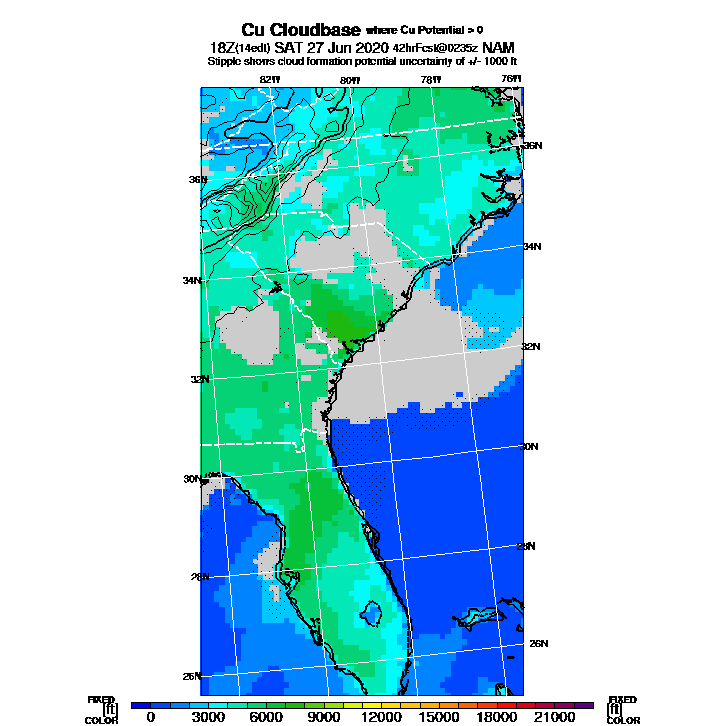 Cu Cloudbase where Cu Potential > 0
18Z(14edt) SAT 27 Jun 2020 42hrFcst@0235z NAM
Stipple shows cloud formation potential uncertainty of +/- 1000 ft
82W 80W 78W 76W
36N
36N
34N
34N
32N
32N
30N
30N
28N
28N
26N
26N
FIXED FIXED
[ft] [ft]
COLOR 0 3000 6000 9000 12000 15000 18000 21000 COLOR